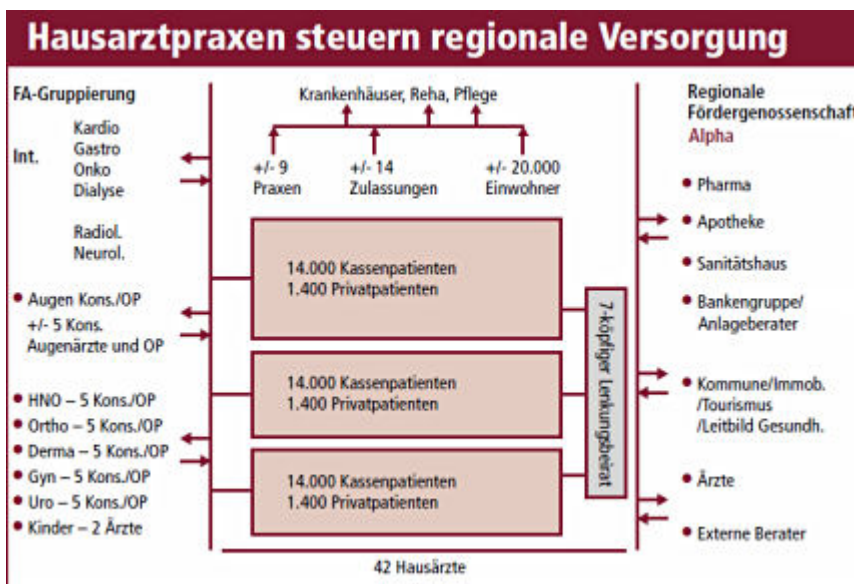 Hausarztpraxen steuern regionale Versorgung
FA-Gruppierung
Int.
Kardio
Gastro
Onko
Dialyse
Radiol.
Neurol.
Augen Kons./OP
+/- 5 Kons.
Augenärzte und OP
HNO – 5 Kons./OP
Ortho – 5 Kons./OP
Derma – 5 Kons./OP
Gyn – 5 Kons./OP
Uro – 5 Kons./OP
Kinder – 2 Ärzte
Krankenhäuser, Reha, Pflege
+/- 9
Praxen
+/- 14
Zulassungen
+/- 20.000
Einwohner
14.000 Kassenpatienten
1.400 Privatpatienten
14.000 Kassenpatienten
1.400 Privatpatienten
14.000 Kassenpatienten
1.400 Privatpatienten
7-köpfiger Lenkungsbeirat
42 Hausärzte
Regionale
Fördergenossenschaft
Alpha
Pharma
Apotheke
Sanitätshaus
Bankengruppe/
Anlageberater
Kommune/Immob.
/Tourismus
/Leitbild Gesundh.
Ärzte
Externe Berater